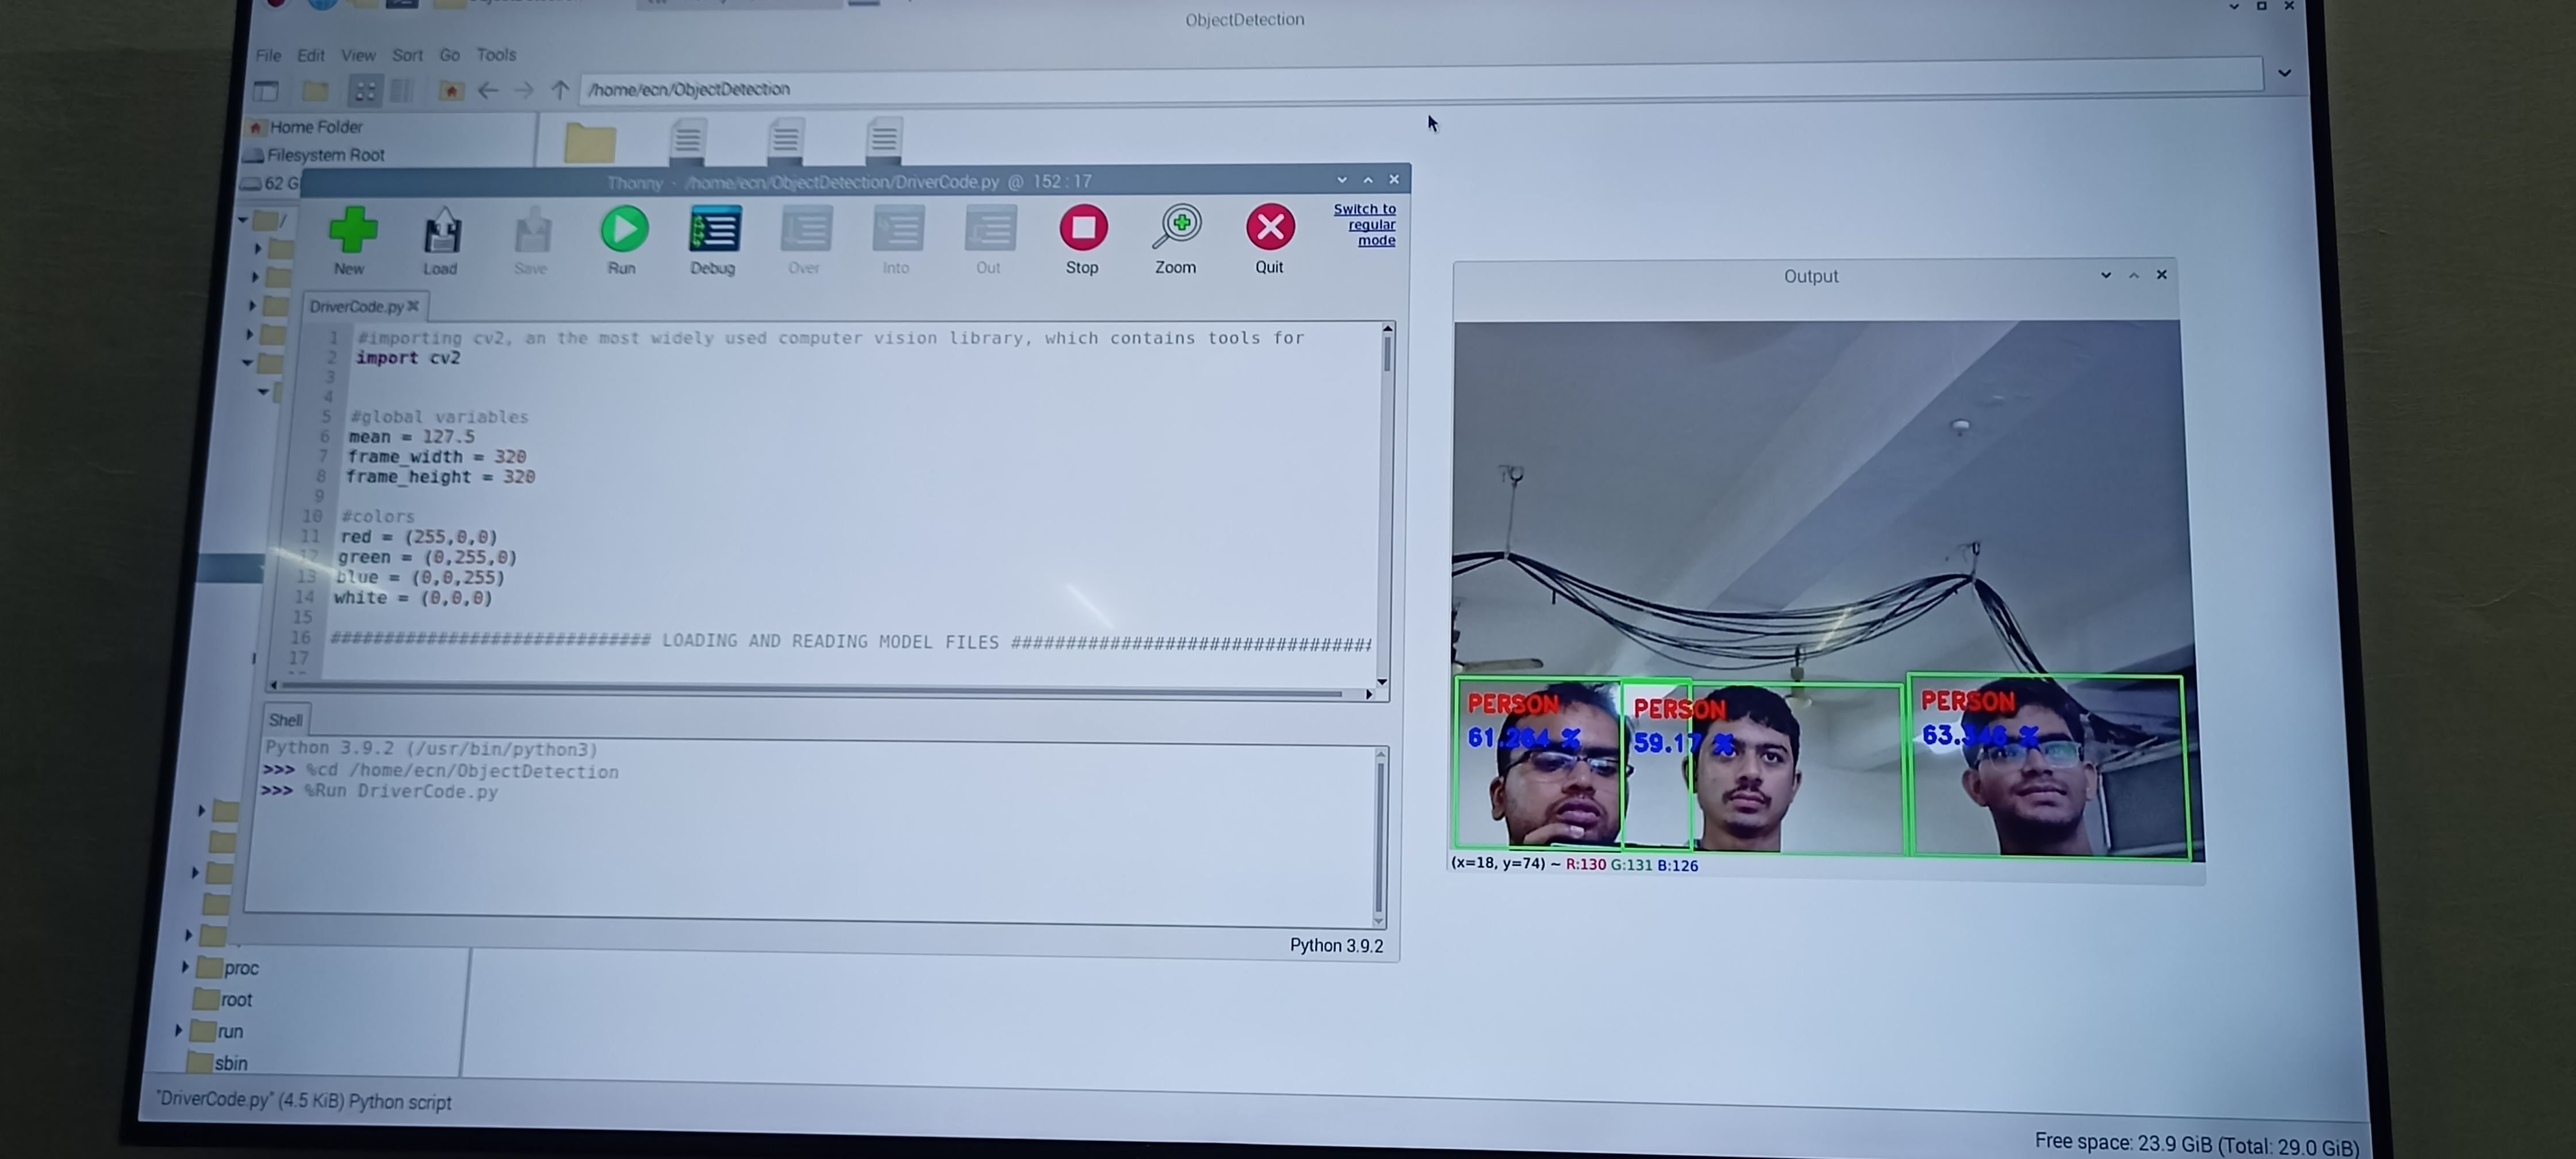 ObjectDetection
File Edit View Sort Go Tools
/home/ecn/ObjectDetection
Home Folder
Filesystem Root
62 G
/
Thonny - /home/ecn/ObjectDetection/DriverCode.py @ 152 : 17
New Load Save Run Debug Over Into Out Stop Zoom Quit
Switch to
regular
mode
DriverCode.py
1 #importing cv2, an the most widely used computer vision library, which contains tools for
2 import cv2
3
4
5 #global variables
6 mean = 127.5
7 frame_width = 320
8 frame_height = 320
9
10 #colors
11 red = (255,0,0)
12 green = (0,255,0)
13 blue = (0,0,255)
14 white = (0,0,0)
15
16 ############################## LOADING AND READING MODEL FILES ##################################
17
Shell
Python 3.9.2 (/usr/bin/python3)
>>> %cd /home/ecn/ObjectDetection
>>> %Run DriverCode.py
Python 3.9.2
proc
root
run
sbin
"DriverCode.py" (4.5 KiB) Python script
Output
PERSON PERSON PERSON
61.264 % 59.17 % 63.346 %
(x=18, y=74) ~ R:130 G:131 B:126
Free space: 23.9 GiB (Total: 29.0 GiB)